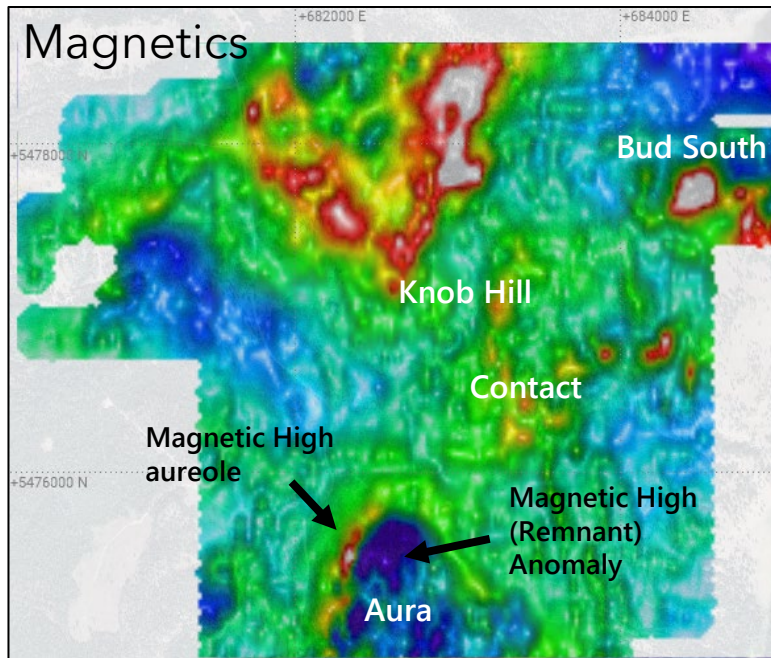 +682000 E
+684000 E
Magnetics
+5478000 N
Bud South
Knob Hill
Contact
Magnetic High
aureole
+5476000 N
Magnetic High
(Remnant)
Anomaly
Aura